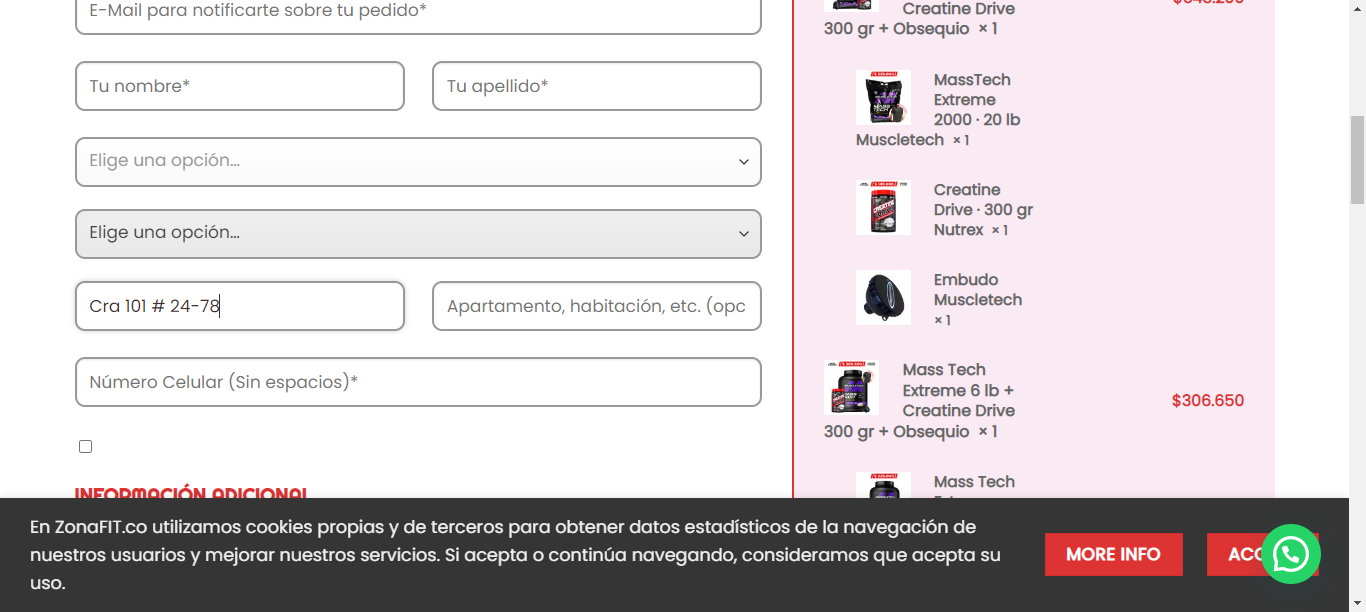 E-Mail para notificarte sobre tu pedido*
Tu nombre*
Tu apellido*
Elige una opción...
Elige una opción...
Cra 101 # 24-78
Apartamento, habitación, etc. (opc
Número Celular (Sin espacios)*
INFORMACIÓN ADICIONAL
Creatine Drive
300 gr + Obsequio × 1
MassTech
Extreme
2000 · 20 lb
Muscletech × 1
Creatine
Drive · 300 gr
Nutrex × 1
Embudo
Muscletech
× 1
Mass Tech
Extreme 6 lb +
Creatine Drive
300 gr + Obsequio × 1
$306.650
Mass Tech
En ZonaFIT.co utilizamos cookies propias y de terceros para obtener datos estadísticos de la navegación de
nuestros usuarios y mejorar nuestros servicios. Si acepta o continúa navegando, consideramos que acepta su
uso.
MORE INFO